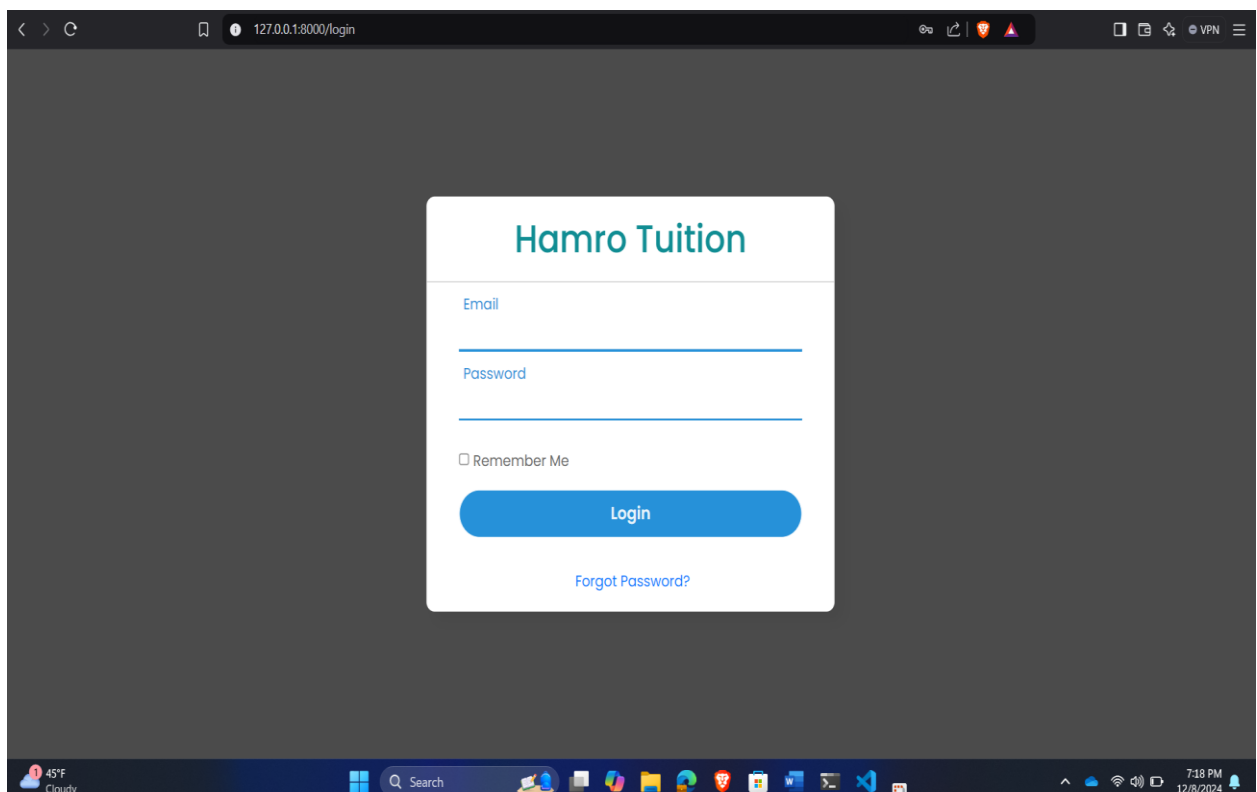 127.0.0.1:8000/login
VPN
Hamro Tuition
Email
Password
Remember Me
Login
Forgot Password?
1
45°F
Cloudy
Search
7:18 PM
12/8/2024